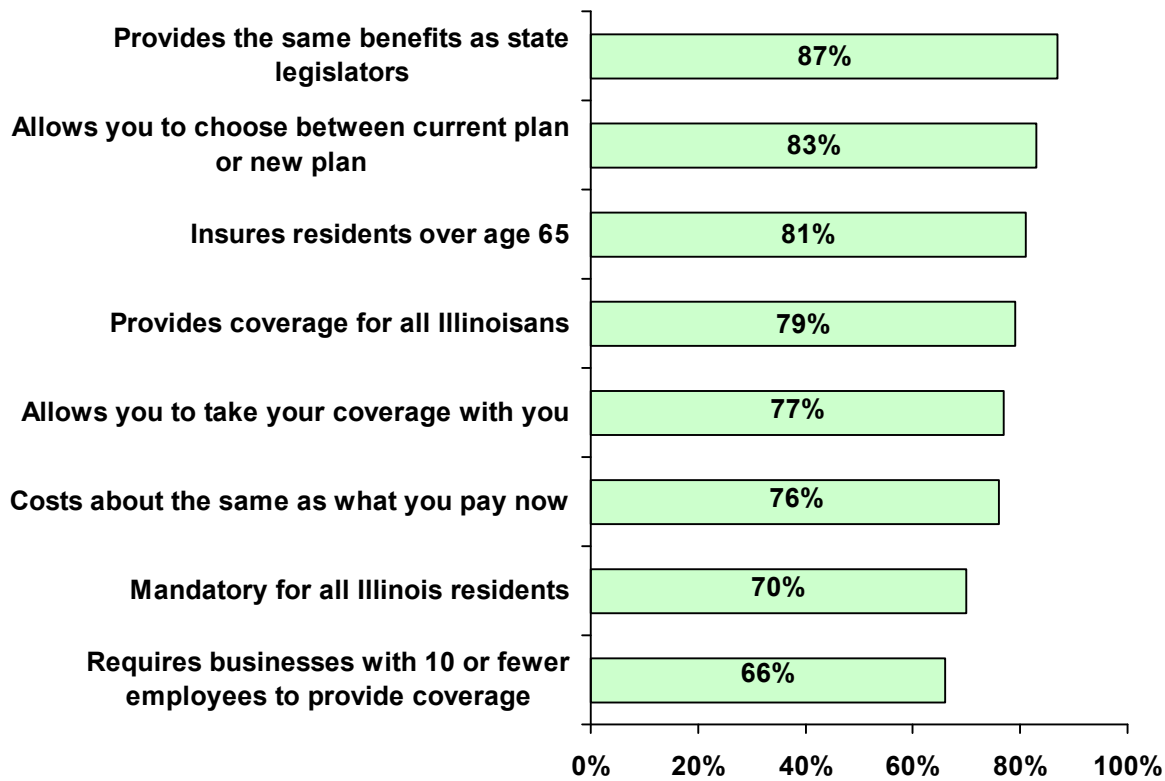 Provides the same benefits as state
legislators
87%
Allows you to choose between current plan
or new plan
83%
Insures residents over age 65
81%
Provides coverage for all Illinoisans
79%
Allows you to take your coverage with you
77%
Costs about the same as what you pay now
76%
Mandatory for all Illinois residents
70%
Requires businesses with 10 or fewer
employees to provide coverage
66%
0% 20% 40% 60% 80% 100%